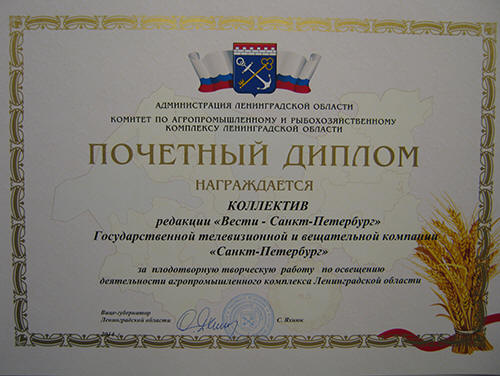 АДМИНИСТРАЦИЯ ЛЕНИНГРАДСКОЙ ОБЛАСТИ
КОМИТЕТ ПО АГРОПРОМЫШЛЕННОМУ И РЫБОХОЗЯЙСТВЕННОМУ
КОМПЛЕКСУ ЛЕНИНГРАДСКОЙ ОБЛАСТИ
ПОЧЕТНЫЙ ДИПЛОМ
НАГРАЖДАЕТСЯ
КОЛЛЕКТИВ
редакции «Вести - Санкт-Петербург»
Государственной телевизионной и вещательной компании
«Санкт-Петербург»
за плодотворную творческую работу по освещению
деятельности агропромышленного комплекса Ленинградской области
Вице-губернатор
Ленинградской области
С. Яхнюк